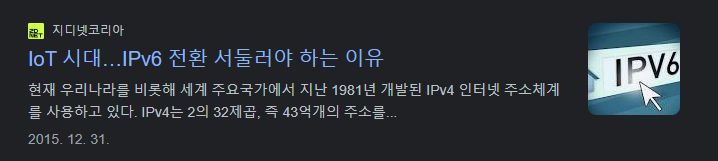 ZD
NET
지디넷코리아
IoT 시대...IPv6 전환 서둘러야 하는 이유
현재 우리나라를 비롯해 세계 주요국가에서 지난 1981년 개발된 IPv4 인터넷 주소체계
를 사용하고 있다. IPv4는 2의 32제곱, 즉 43억개의 주소를...
2015. 12. 31.
IPV6